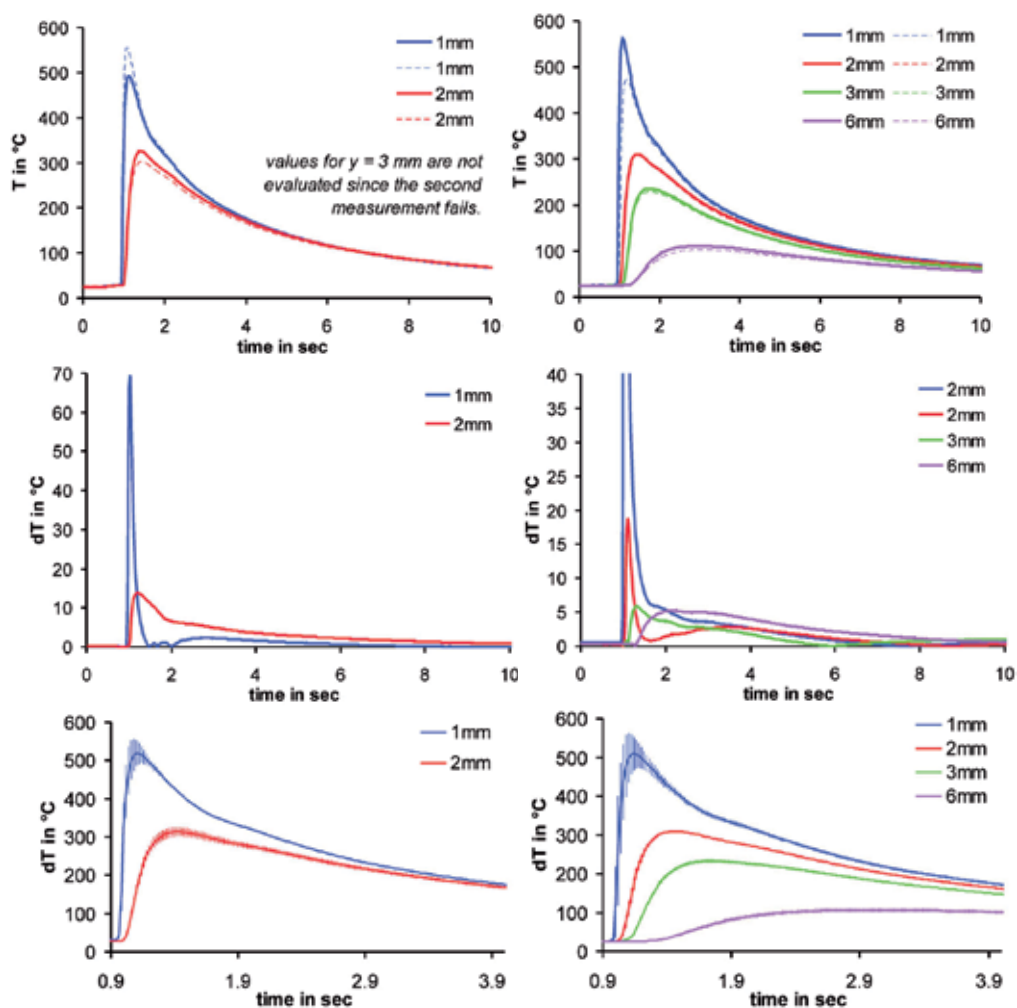 600
500
400
300
200
100
0
T in °C
1mm
1mm
2mm
2mm
values for y = 3 mm are not
evaluated since the second
measurement fails.
0 2 4 6 8 10
time in sec
600
500
400
300
200
100
0
T in °C
1mm 1mm
2mm 2mm
3mm 3mm
6mm 6mm
0 2 4 6 8 10
time in sec
70
60
50
40
30
20
10
0
dT in °C
1mm
2mm
0 2 4 6 8 10
time in sec
40
35
30
25
20
15
10
5
0
dT in °C
2mm
2mm
3mm
6mm
0 2 4 6 8 10
time in sec
600
500
400
300
200
100
0
dT in °C
1mm
2mm
0.9 1.9 2.9 3.9
time in sec
600
500
400
300
200
100
0
dT in °C
1mm
2mm
3mm
6mm
0.9 1.9 2.9 3.9
time in sec